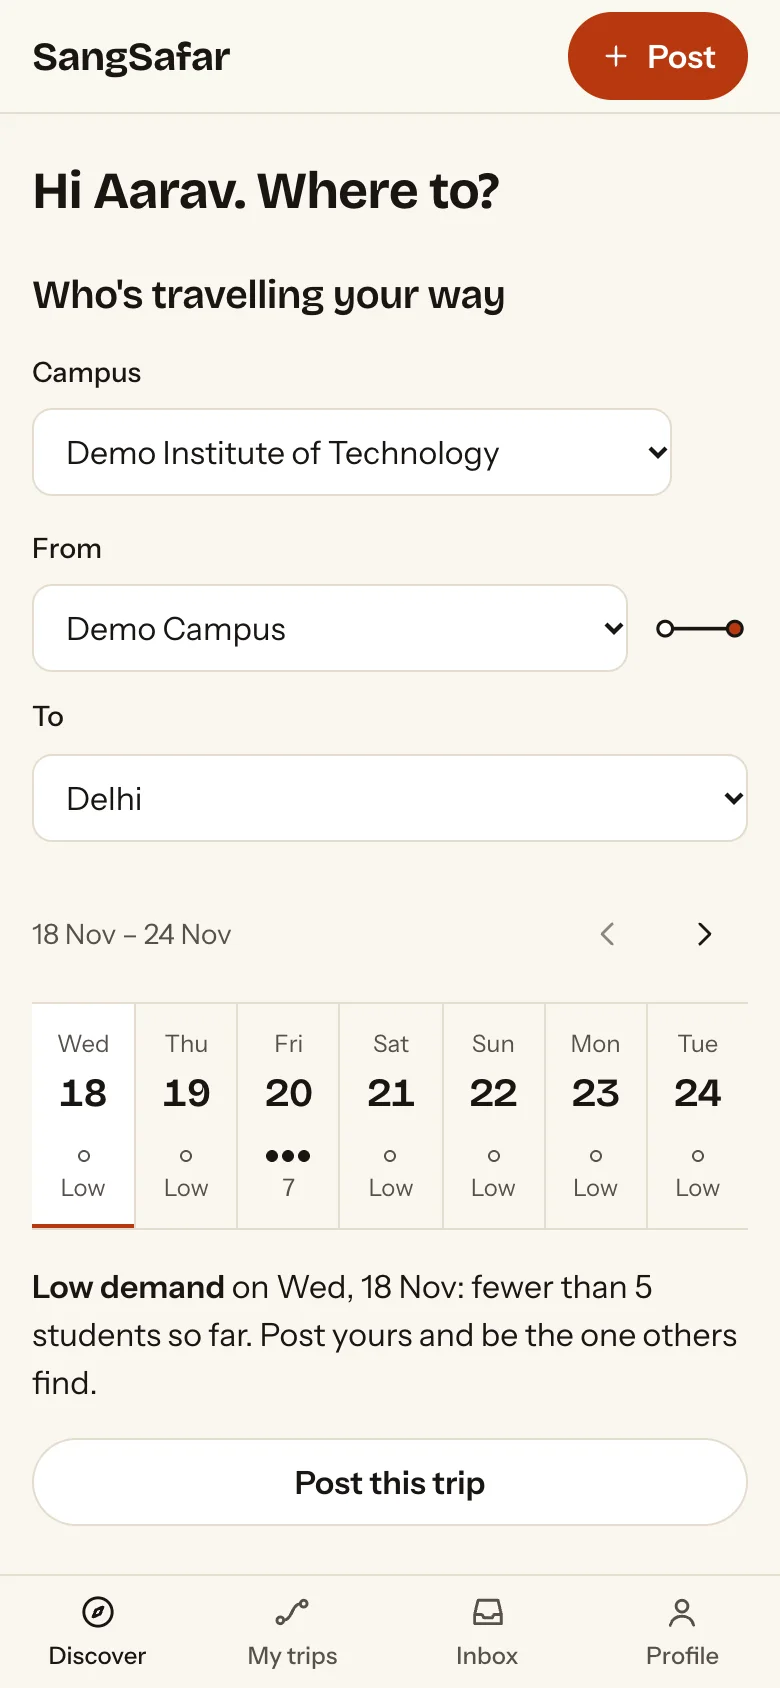 SangSafar
+ Post
Hi Aarav. Where to?
Who's travelling your way
Campus
Demo Institute of Technology
From
Demo Campus
To
Delhi
18 Nov – 24 Nov
Wed Thu Fri Sat Sun Mon Tue
18 19 20 21 22 23 24
Low Low 7 Low Low Low Low
Low demand on Wed, 18 Nov: fewer than 5
students so far. Post yours and be the one others
find.
Post this trip
Discover My trips Inbox Profile